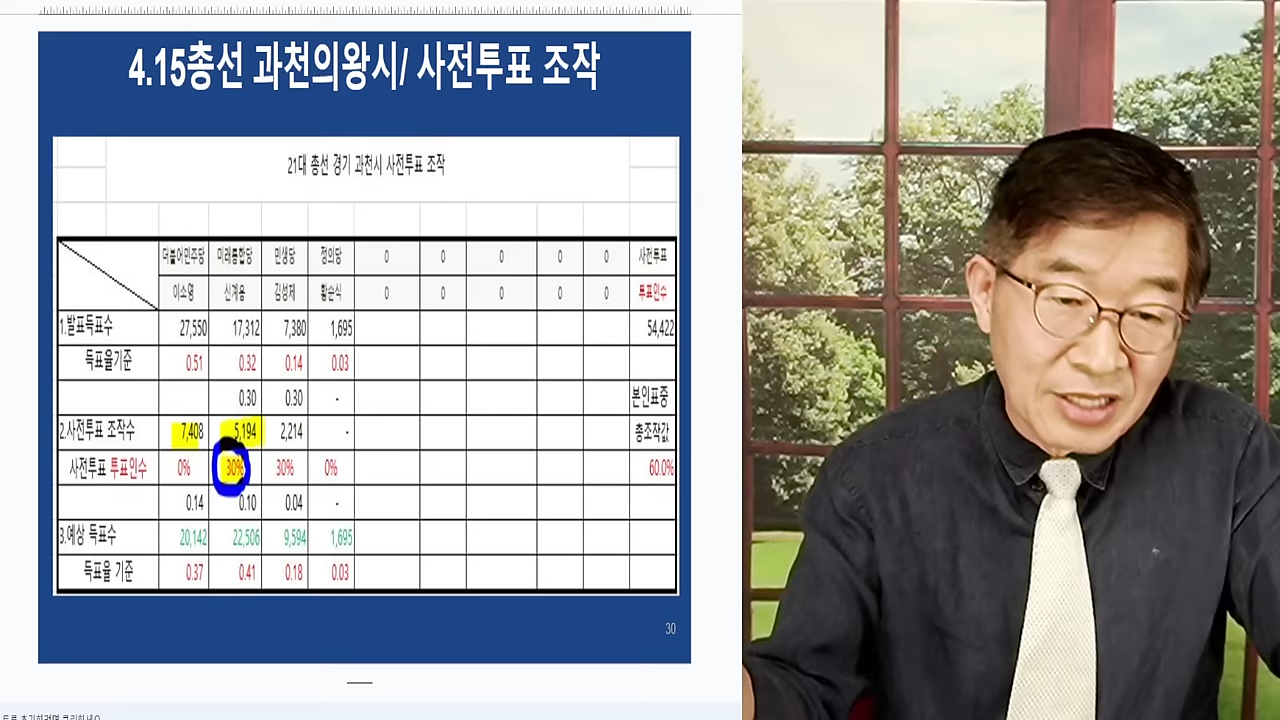 4.15총선 과천의왕시/ 사전투표 조작
21대 총선 경기 과천시 사전투표 조작
더불어민주당 미래통합당 민생당 정의당 0 0 0 0 0 사전투표
이소영 신계용 김성제 황순식 0 0 0 0 0 투표인수
1.발표득표수 27,550 17,312 7,380 1,695 54,422
득표율기준 0.51 0.32 0.14 0.03
0.30 0.30 - 본인표중
2.사전투표 조작수 7,408 5,194 2,214 - 총조작값
사전투표 투표인수 0% 30% 30% 0% 60.0%
0.14 0.10 0.04 -
3.예상 득표수 20,142 22,506 9,594 1,695
득표율 기준 0.37 0.41 0.18 0.03
30